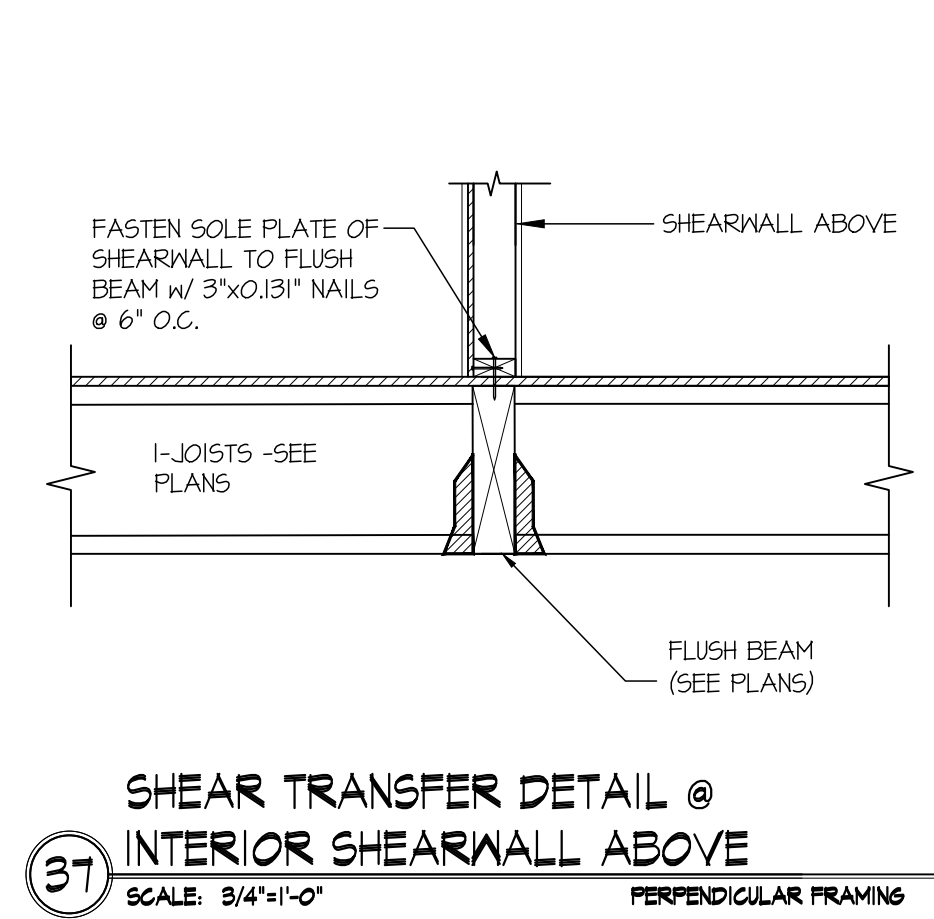 FASTEN SOLE PLATE OF
SHEARWALL TO FLUSH
BEAM w/ 3"x0.131" NAILS
@ 6" O.C.
SHEARWALL ABOVE
I-JOISTS -SEE
PLANS
FLUSH BEAM
(SEE PLANS)
SHEAR TRANSFER DETAIL @
INTERIOR SHEARWALL ABOVE
37
SCALE: 3/4"=1'-0"
PERPENDICULAR FRAMING